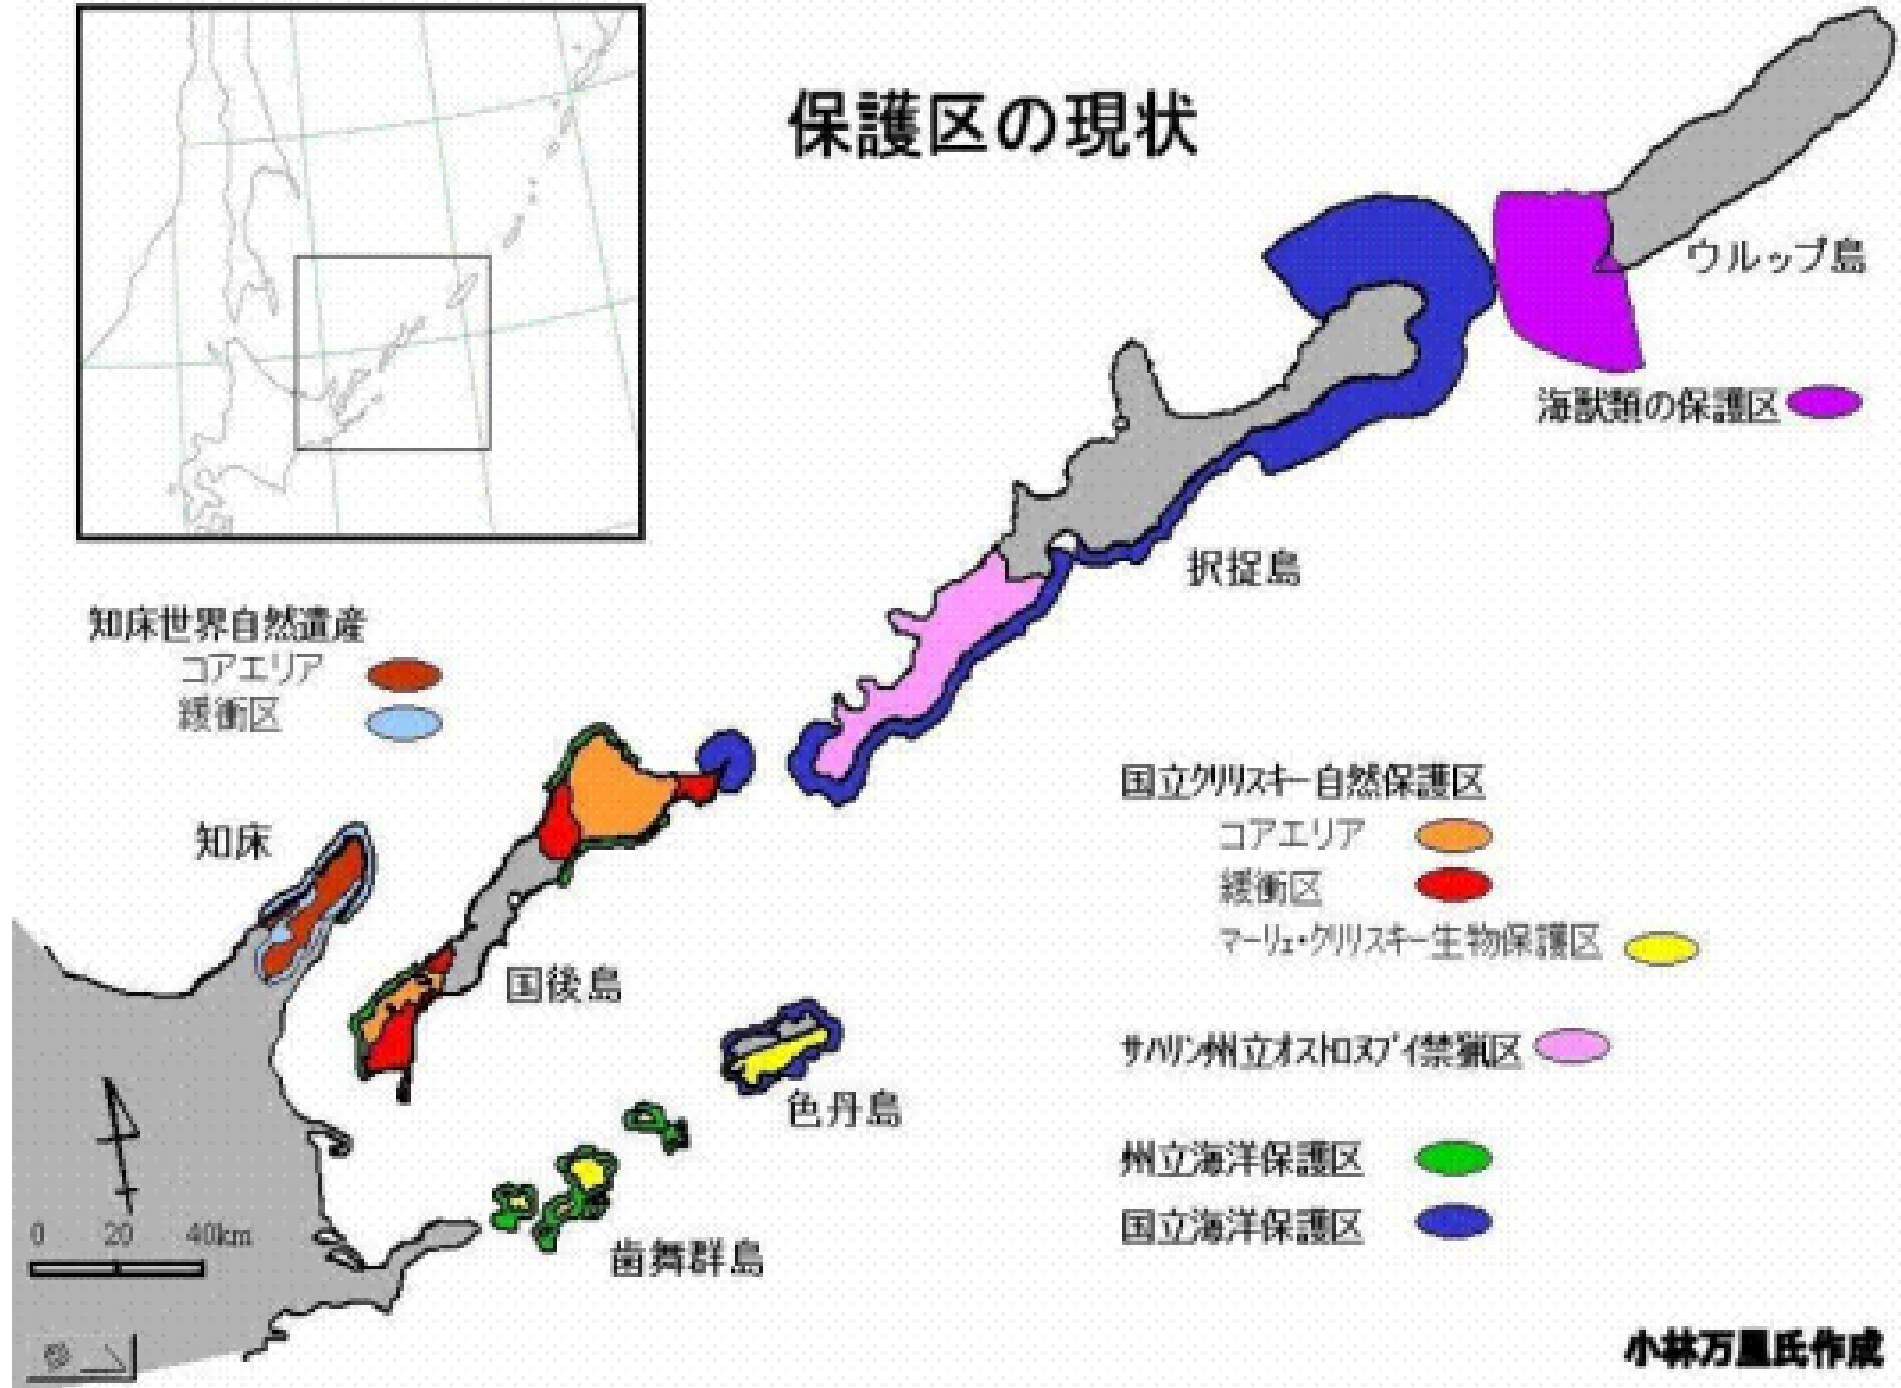 保護区の現状
ウルップ島
海獣類の保護区
択捉島
知床世界自然遺産
コアエリア
緩衝区
知床
国後島
色丹島
歯舞群島
国立クリリスキー自然保護区
コアエリア
緩衝区
マーリェ・クリリスキー生物保護区
サハリン州立オストロヌブイ禁猟区
州立海洋保護区
国立海洋保護区
0 20 40km
小林万里氏作成